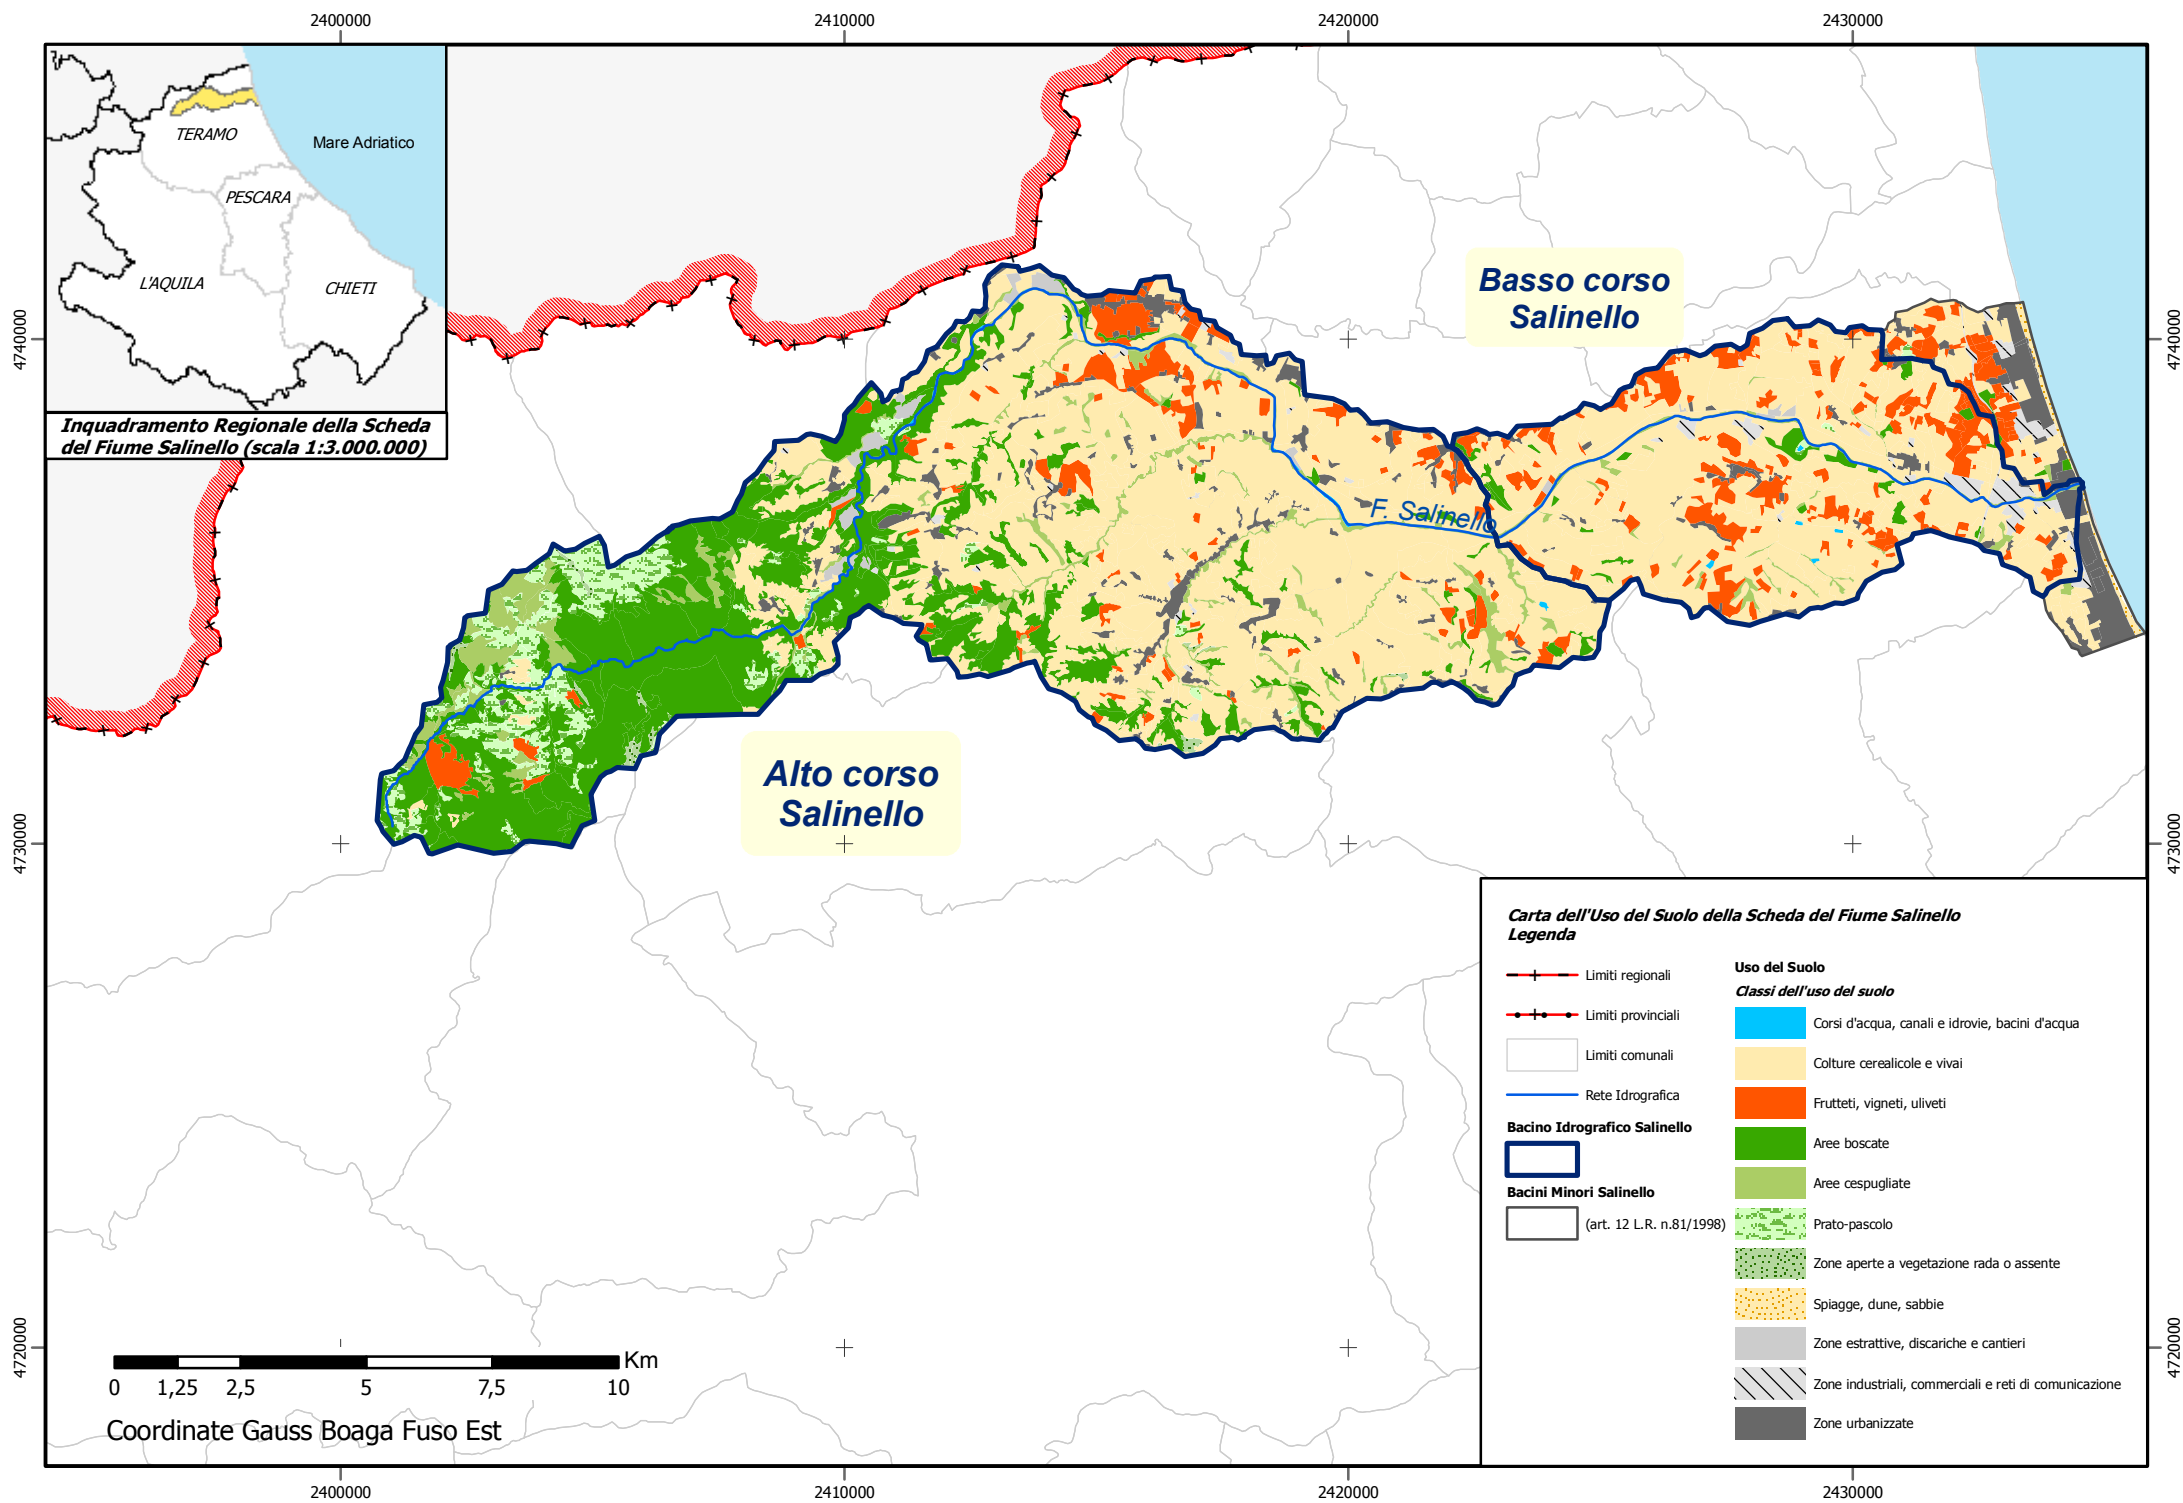 2400000
2410000
2420000
2430000
4740000
4740000
4730000
4730000
4720000
4720000
TERAMO
Mare Adriatico
PESCARA
L'AQUILA
CHIETI
Inquadramento Regionale della Scheda
del Fiume Salinello (scala 1:3.000.000)
Basso corso
Salinello
F. Salinello
Alto corso
Salinello
Carta dell'Uso del Suolo della Scheda del Fiume Salinello
Legenda
Limiti regionali
Limiti provinciali
Limiti comunali
Rete Idrografica
Bacino Idrografico Salinello
Bacini Minori Salinello
(art. 12 L.R. n.81/1998)
Uso del Suolo
Classi dell'uso del suolo
Corsi d'acqua, canali e idrovie, bacini d'acqua
Colture cerealicole e vivai
Frutteti, vigneti, uliveti
Aree boscate
Aree cespugliate
Prato-pascolo
Zone aperte a vegetazione rada o assente
Spiagge, dune, sabbie
Zone estrattive, discariche e cantieri
Zone industriali, commerciali e reti di comunicazione
Zone urbanizzate
Km
0 1,25 2,5 5 7,5 10
Coordinate Gauss Boaga Fuso Est
2400000
2410000
2420000
2430000